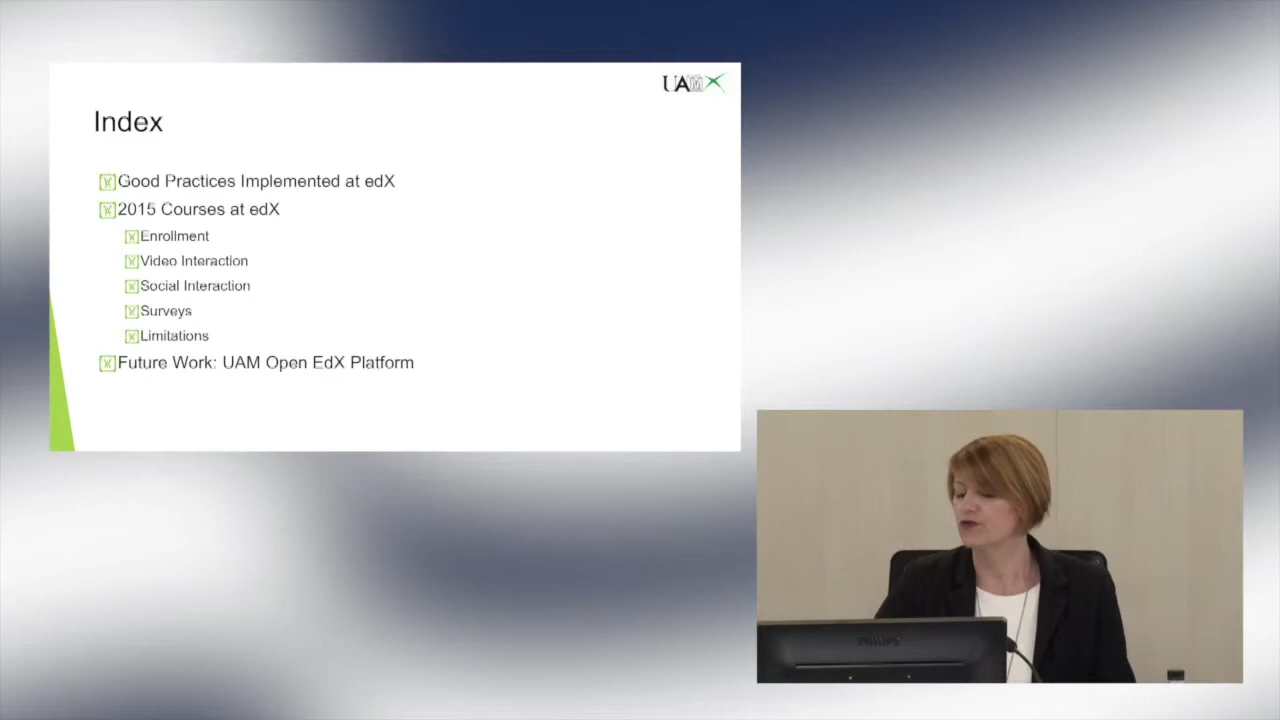 UAMX
Index
Good Practices Implemented at edX
2015 Courses at edX
Enrollment
Video Interaction
Social Interaction
Surveys
Limitations
Future Work: UAM Open EdX Platform
PHILIPS